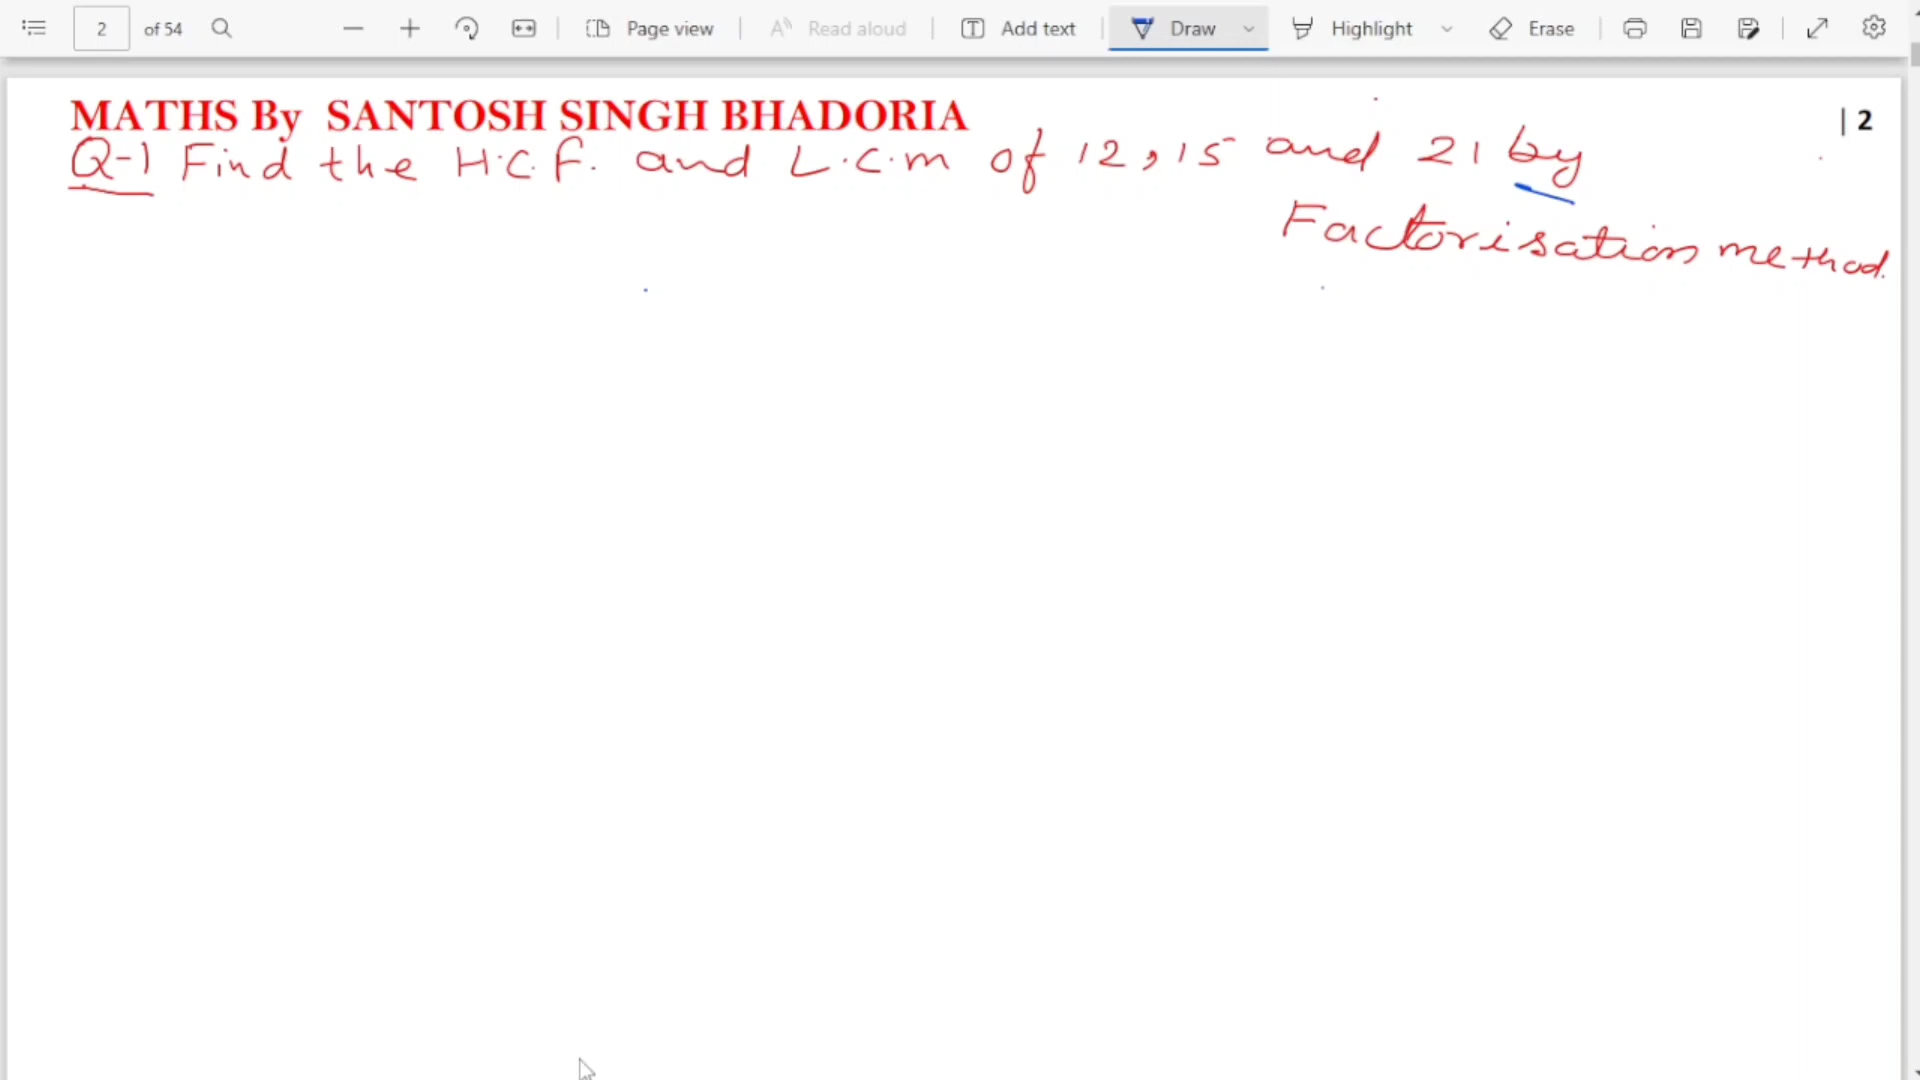 2 of 54 Page view Read aloud Add text Draw Highlight Erase
MATHS By SANTOSH SINGH BHADORIA | 2
Q-1 Find the H.C.F. and L.C.M of 12, 15 and 21 by
Factorisation method.